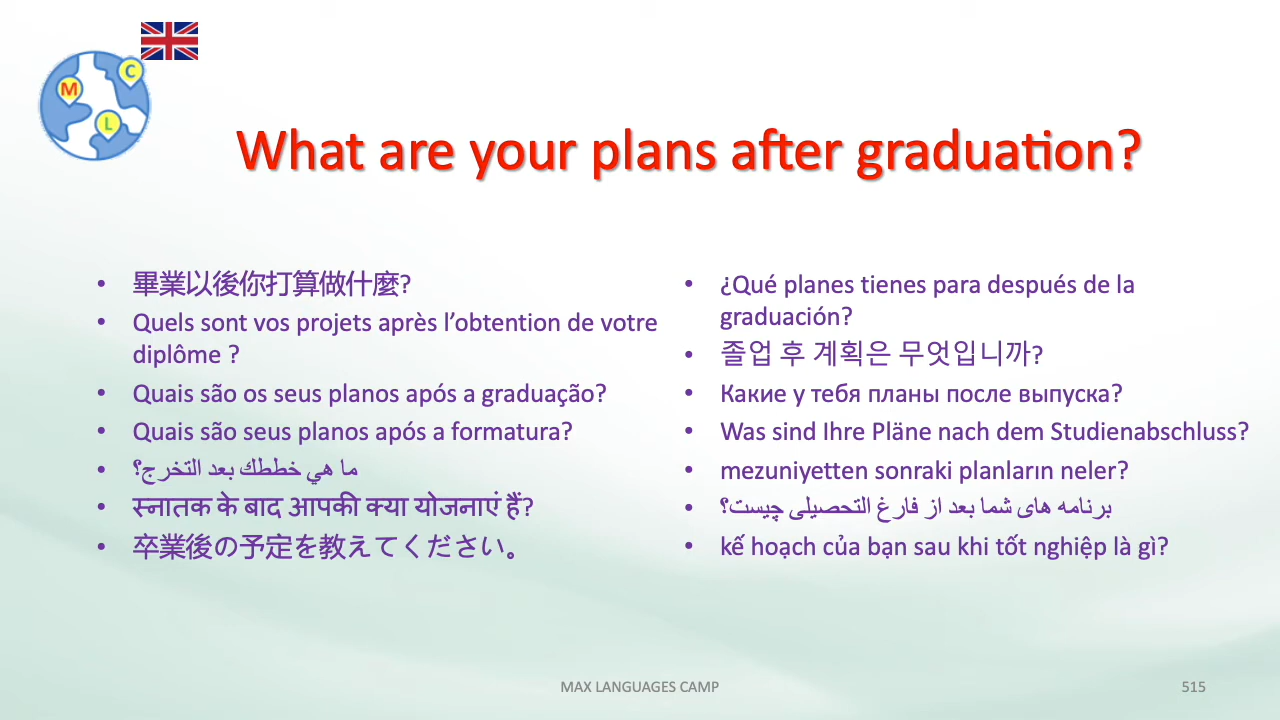 C
M
L
What are your plans after graduation?
• 畢業以後你打算做什麼?
• Quels sont vos projets après l’obtention de votre
diplôme ?
• Quais são os seus planos após a graduação?
• Quais são seus planos após a formatura?
• ما هي خططك بعد التخرج؟
• स्नातक के बाद आपकी क्या योजनाएं हैं?
• 卒業後の予定を教えてください。
• ¿Qué planes tienes para después de la
graduación?
• 졸업 후 계획은 무엇입니까?
• Какие у тебя планы после выпуска?
• Was sind Ihre Pläne nach dem Studienabschluss?
• mezuniyetten sonraki planların neler?
• برنامه های شما بعد از فارغ التحصیلی چیست؟
• kế hoạch của bạn sau khi tốt nghiệp là gì?
MAX LANGUAGES CAMP
515